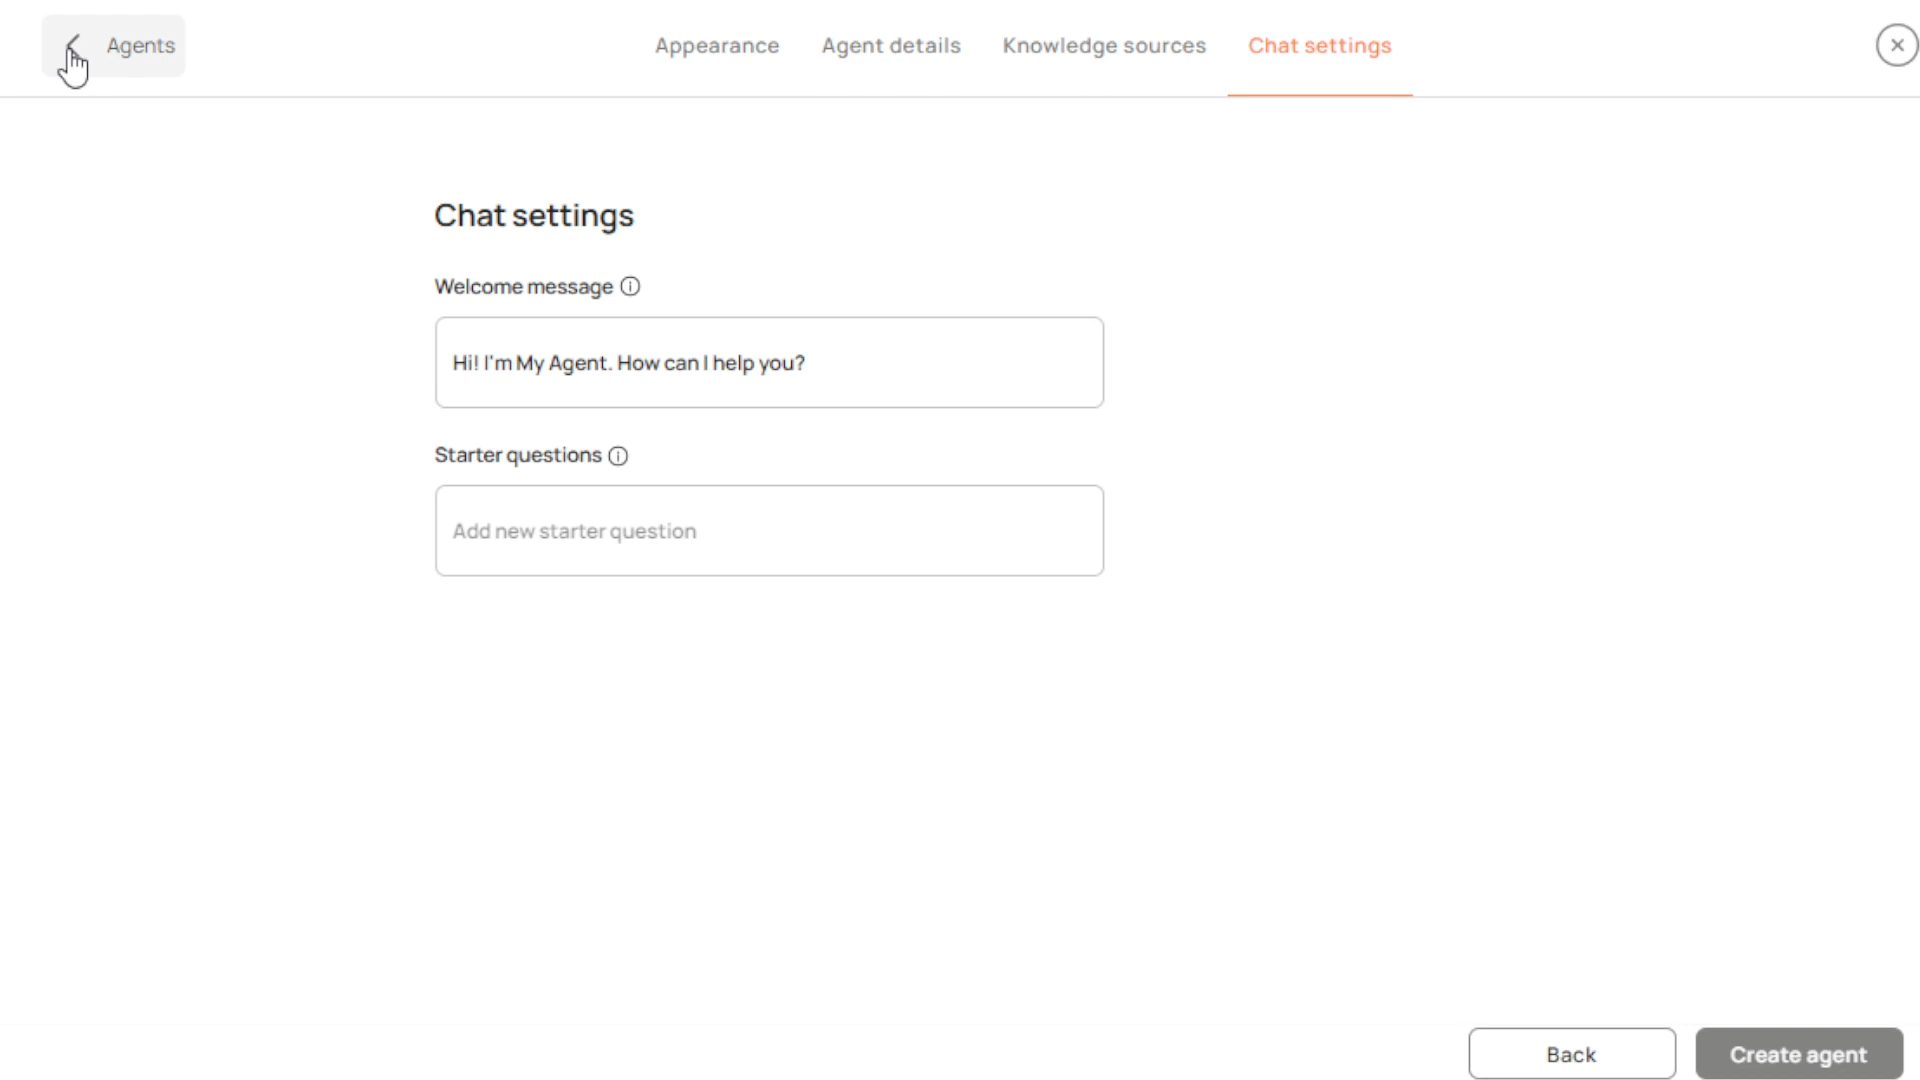 Agents
Appearance
Agent details
Knowledge sources
Chat settings
Chat settings
Welcome message
Hi! I'm My Agent. How can I help you?
Starter questions
Add new starter question
Back
Create agent